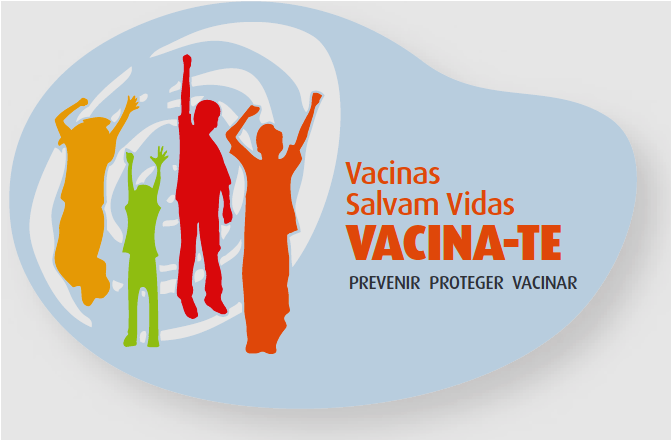 Vacinas
Salvam Vidas
VACINA-TE
PREVENIR PROTEGER VACINAR